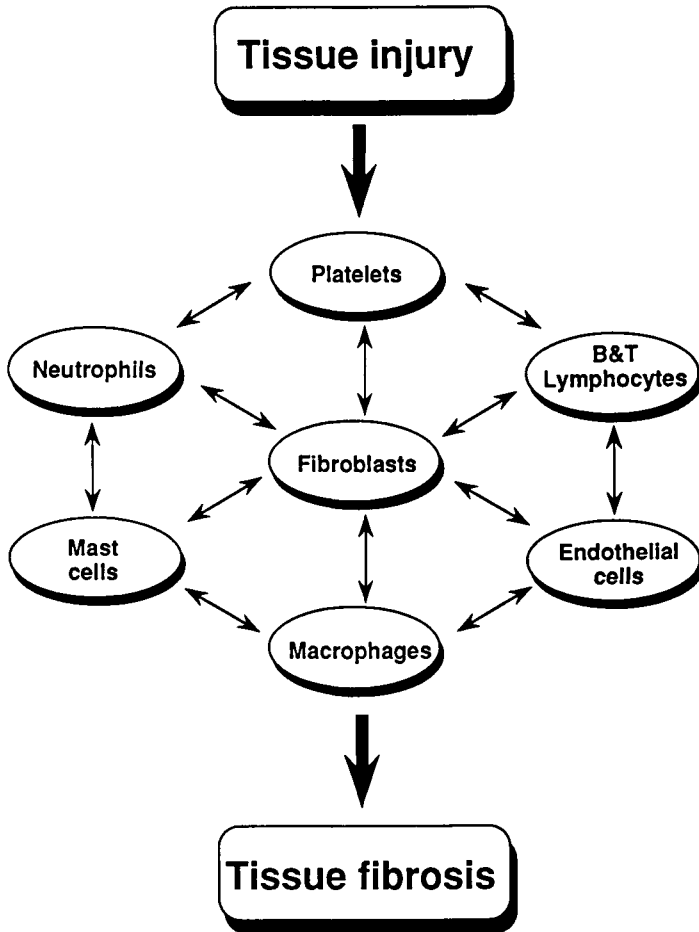 Tissue injury
Platelets
Neutrophils
B&T
Lymphocytes
Fibroblasts
Mast
cells
Endothelial
cells
Macrophages
Tissue fibrosis